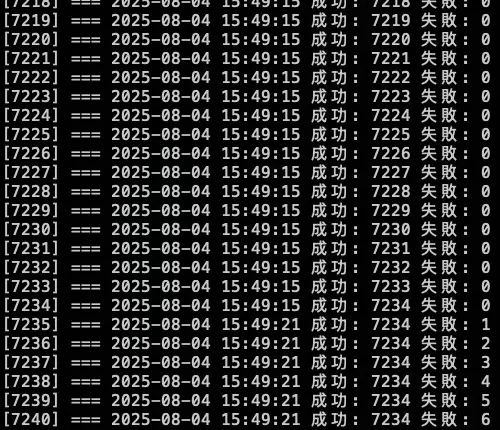 [7218] === 2025-08-04 15:49:15 成功: 7218 失敗: 0
[7219] === 2025-08-04 15:49:15 成功: 7219 失敗: 0
[7220] === 2025-08-04 15:49:15 成功: 7220 失敗: 0
[7221] === 2025-08-04 15:49:15 成功: 7221 失敗: 0
[7222] === 2025-08-04 15:49:15 成功: 7222 失敗: 0
[7223] === 2025-08-04 15:49:15 成功: 7223 失敗: 0
[7224] === 2025-08-04 15:49:15 成功: 7224 失敗: 0
[7225] === 2025-08-04 15:49:15 成功: 7225 失敗: 0
[7226] === 2025-08-04 15:49:15 成功: 7226 失敗: 0
[7227] === 2025-08-04 15:49:15 成功: 7227 失敗: 0
[7228] === 2025-08-04 15:49:15 成功: 7228 失敗: 0
[7229] === 2025-08-04 15:49:15 成功: 7229 失敗: 0
[7230] === 2025-08-04 15:49:15 成功: 7230 失敗: 0
[7231] === 2025-08-04 15:49:15 成功: 7231 失敗: 0
[7232] === 2025-08-04 15:49:15 成功: 7232 失敗: 0
[7233] === 2025-08-04 15:49:15 成功: 7233 失敗: 0
[7234] === 2025-08-04 15:49:15 成功: 7234 失敗: 0
[7235] === 2025-08-04 15:49:21 成功: 7234 失敗: 1
[7236] === 2025-08-04 15:49:21 成功: 7234 失敗: 2
[7237] === 2025-08-04 15:49:21 成功: 7234 失敗: 3
[7238] === 2025-08-04 15:49:21 成功: 7234 失敗: 4
[7239] === 2025-08-04 15:49:21 成功: 7234 失敗: 5
[7240] === 2025-08-04 15:49:21 成功: 7234 失敗: 6